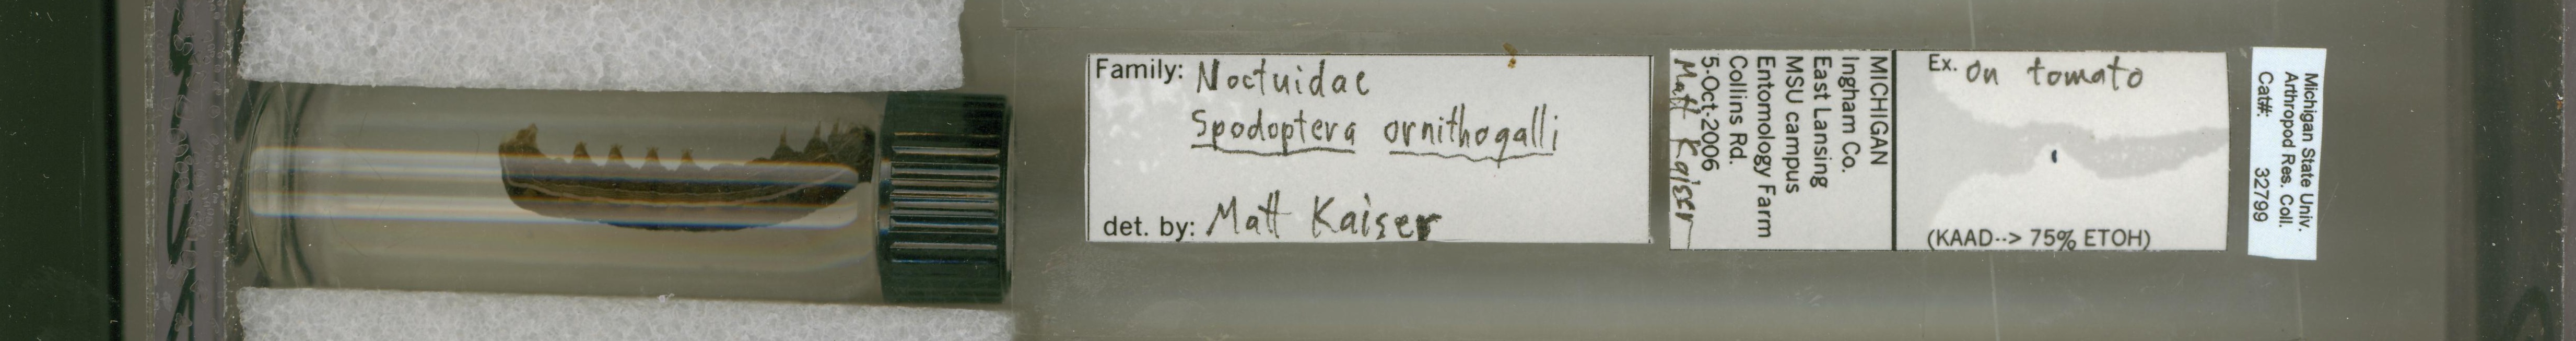 Family: Noctuidae
Spodoptera ornithogalli
det. by: Matt Kaiser
MICHIGAN
Ingham Co.
East Lansing
MSU campus
Entomology Farm
Collins Rd.
5-Oct-2006
Matt Kaiser
Ex. on tomato
(KAAD--> 75% ETOH)
Michigan State Univ.
Arthropod Res. Coll.
Cat#: 32799